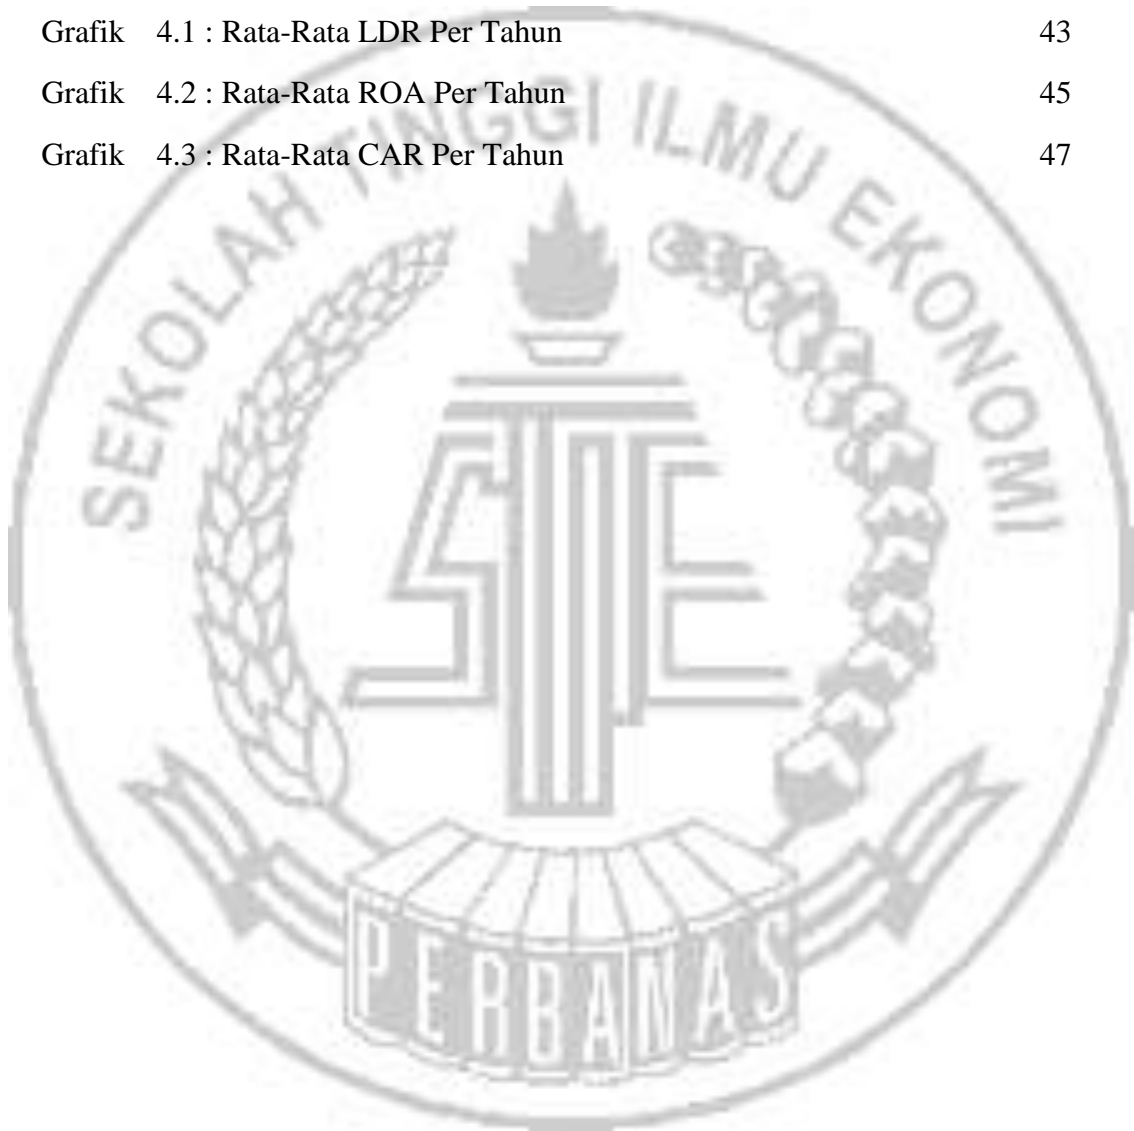 Grafik 4.1 : Rata-Rata LDR Per Tahun 43
Grafik 4.2 : Rata-Rata ROA Per Tahun 45
Grafik 4.3 : Rata-Rata CAR Per Tahun 47
SEKOLAH TINGGI ILMU EKONOMI
STIE
PERBANAS